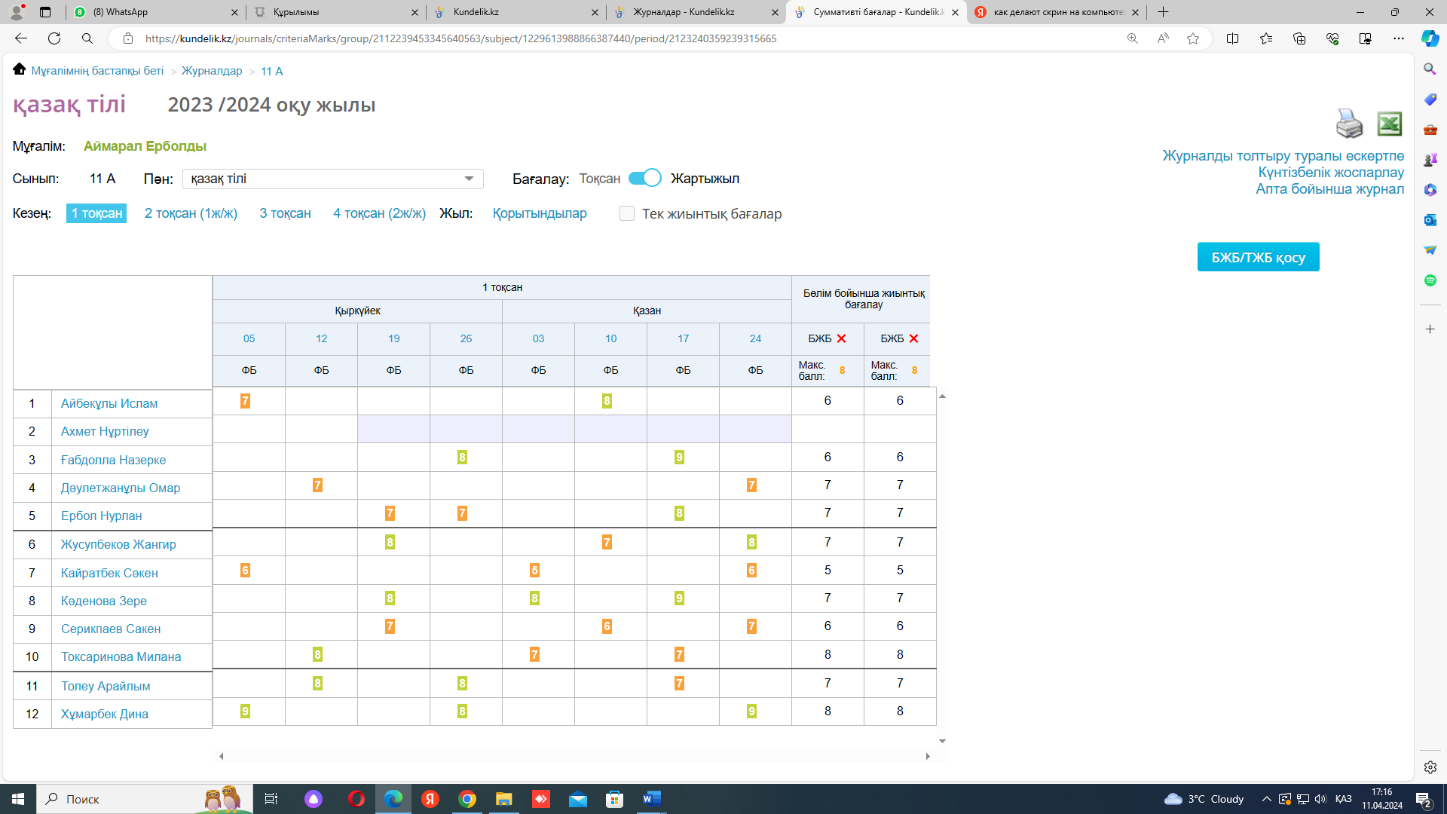 (8) WhatsApp
Құрылымы
Kundelik.kz
Журналдар - Kundelik.kz
Суммативті бағалар - Kundelik.k
как делают скрин на компьюте
https://kundelik.kz/journals/criteriaMarks/group/2112239453345640563/subject/1229613988866387440/period/2123240359239315665
Мұғалімнің бастапқы беті > Журналдар > 11 А
қазақ тілі 2023 /2024 оқу жылы
Мұғалім: Аймарал Ерболды
Журналды толтыру туралы ескертпе
Күнтізбелік жоспарлау
Апта бойынша журнал
Сынып: 11 А Пән: қазақ тілі Бағалау: Тоқсан Жартыжыл
Кезең: 1 тоқсан 2 тоқсан (1ж/ж) 3 тоқсан 4 тоқсан (2ж/ж) Жыл: Қорытындылар Тек жиынтық бағалар
БЖБ/ТЖБ қосу
1 тоқсан
Бөлім бойынша жиынтық
бағалау
Қыркүйек Қазан
05 12 19 26 03 10 17 24 БЖБ БЖБ
ФБ ФБ ФБ ФБ ФБ ФБ ФБ ФБ Макс. балл: 8 Макс. балл: 8
1 Айбекұлы Ислам 7 8 6 6
2 Ахмет Нұртілеу
3 Ғабдолла Назерке 8 9 6 6
4 Дәулетжанұлы Омар 7 7 7 7
5 Ербол Нурлан 7 7 8 7 7
6 Жусупбеков Жангир 8 7 8 7 7
7 Кайратбек Сәкен 6 5 6 5 5
8 Каденова Зере 8 8 9 7 7
9 Серикпаев Сакен 7 6 7 6 6
10 Токсаринова Милана 8 7 7 8 8
11 Төлеу Арайлым 8 8 7 7 7
12 Хұмарбек Дина 9 8 9 8 8
Поиск
3°C Cloudy
ҚАЗ
17:16
11.04.2024
2